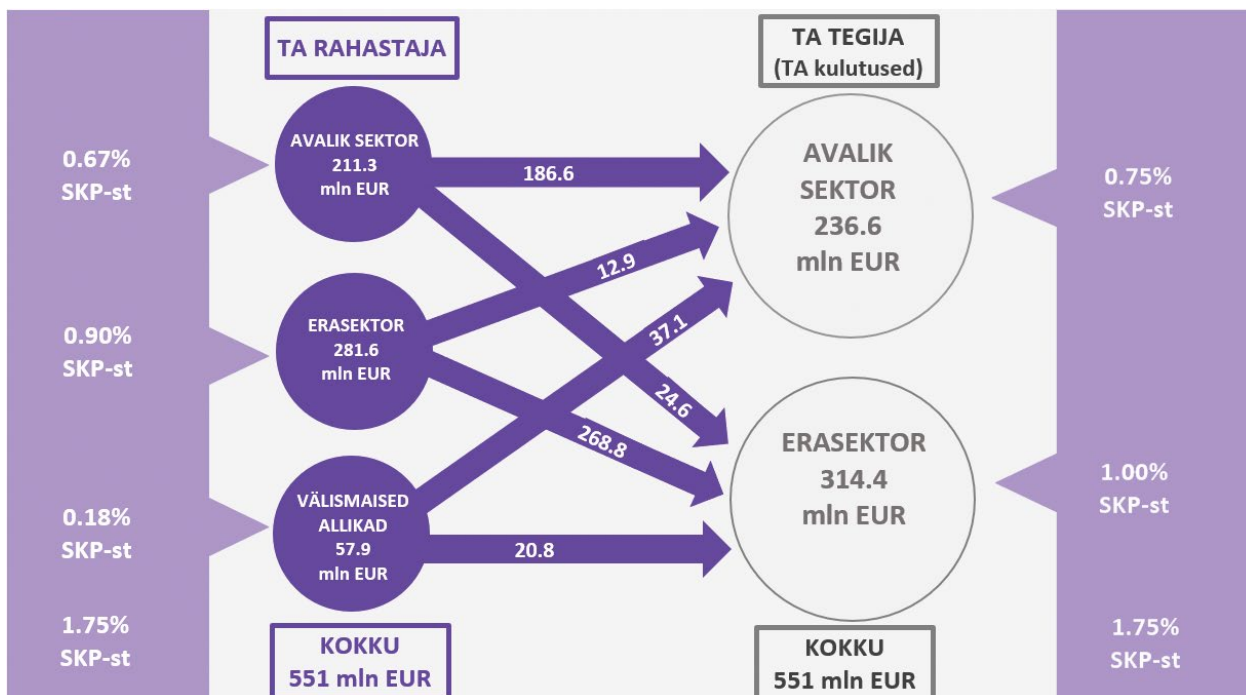 TA RAHASTAJA
TA TEGIJA
(TA kulutused)
0.67%
SKP-st
AVALIK SEKTOR
211.3
mln EUR
186.6
AVALIK
SEKTOR
236.6
mln EUR
0.75%
SKP-st
12.9
37.1
0.90%
SKP-st
ERASEKTOR
281.6
mln EUR
24.6
268.8
ERASEKTOR
314.4
mln EUR
1.00%
SKP-st
0.18%
SKP-st
VÄLISMAISED
ALLIKAD
57.9
mln EUR
20.8
1.75%
SKP-st
KOKKU
551 mln EUR
KOKKU
551 mln EUR
1.75%
SKP-st